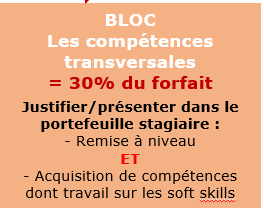 BLOC
Les compétences
transversales
= 30% du forfait
Justifier/présenter dans le
portefeuille stagiaire :
- Remise à niveau
ET
- Acquisition de compétences
dont travail sur les soft skills